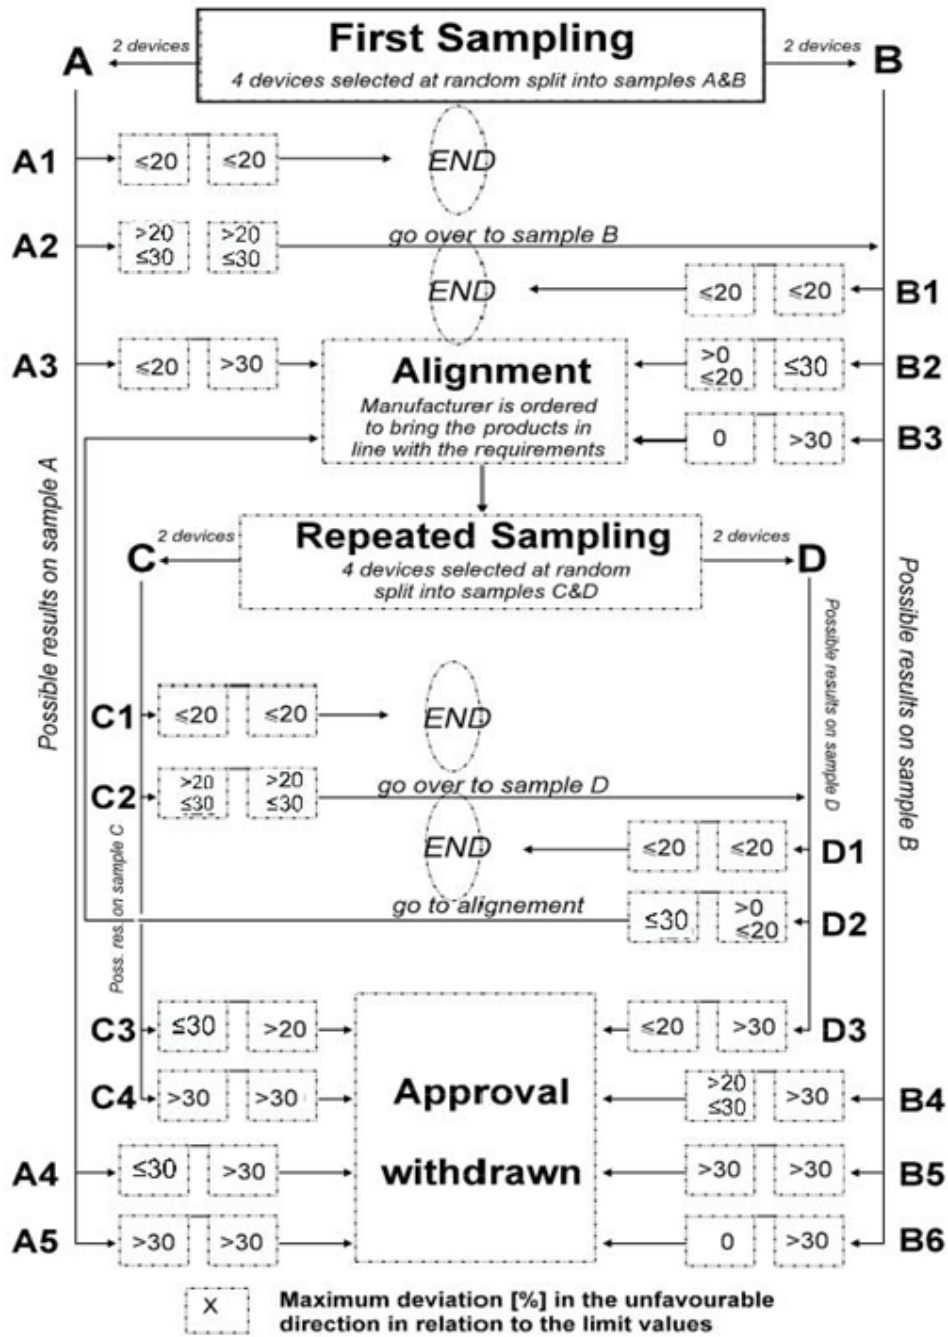 First Sampling
4 devices selected at random split into samples A&B
A
2 devices
2 devices
B
A1
≤20
≤20
END
A2
>20
≤30
>20
≤30
go over to sample B
END
≤20
≤20
B1
A3
≤20
>30
Alignment
Manufacturer is ordered
to bring the products in
line with the requirements
>0
≤20
≤30
B2
0
>30
B3
Possible results on sample A
Possible results on sample B
C
2 devices
Repeated Sampling
4 devices selected at random
split into samples C&D
2 devices
D
Possible results on sample D
C1
≤20
≤20
END
C2
>20
≤30
>20
≤30
go over to sample D
Poss. res. on sample C
END
≤20
≤20
D1
go to alignement
≤30
>0
≤20
D2
C3
≤30
>20
Approval
withdrawn
≤20
>30
D3
C4
>30
>30
>20
≤30
>30
B4
A4
≤30
>30
>30
>30
B5
A5
>30
>30
0
>30
B6
X
Maximum deviation [%] in the unfavourable
direction in relation to the limit values